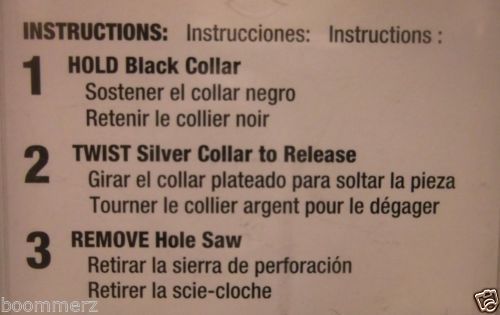 INSTRUCTIONS: Instrucciones: Instructions :
1 HOLD Black Collar
Sostener el collar negro
Retenir le collier noir
2 TWIST Silver Collar to Release
Girar el collar plateado para soltar la pieza
Tourner le collier argent pour le dégager
3 REMOVE Hole Saw
Retirar la sierra de perforación
Retirer la scie-cloche
boommerz